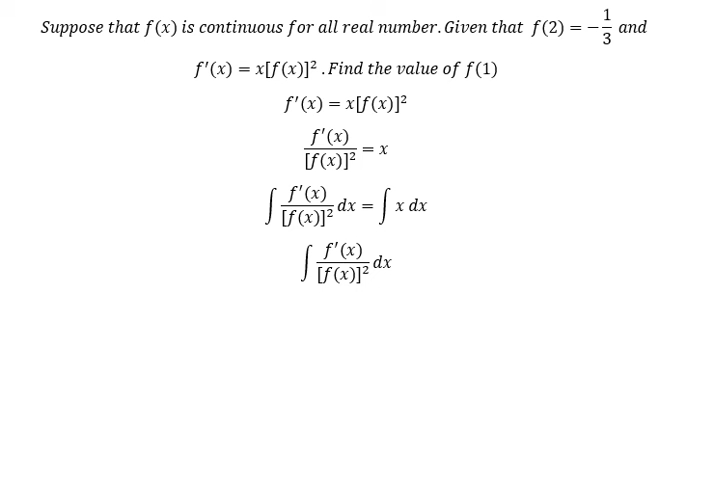 Suppose that f(x) is continuous for all real number. Given that f(2) = −1/3 and
f'(x) = x[f(x)]² . Find the value of f(1)
f'(x) = x[f(x)]²
f'(x)/[f(x)]² = x
∫ f'(x)/[f(x)]² dx = ∫ x dx
∫ f'(x)/[f(x)]² dx